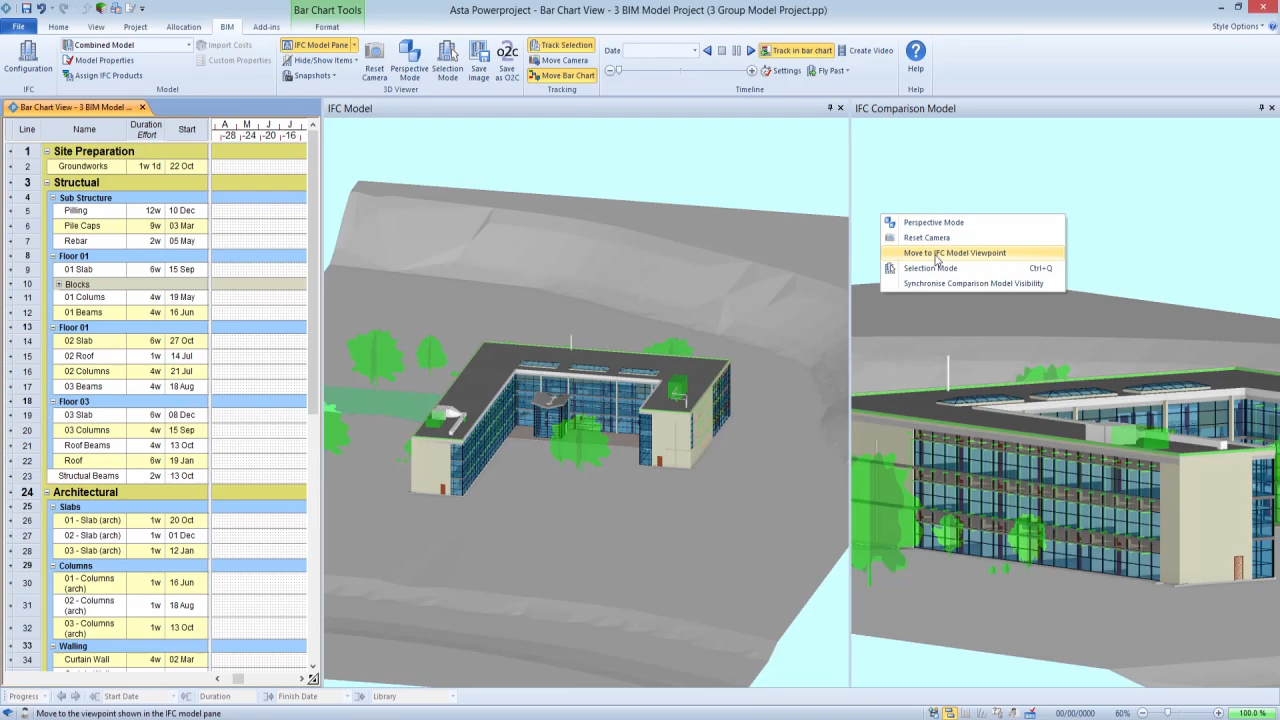 Bar Chart Tools
Asta Powerproject - Bar Chart View - 3 BIM Model Project (3 Group Model Project.pp)
File
Home
View
Project
Allocation
BIM
Add-ins
Format
Style Options
Configuration
IFC
Combined Model
Model Properties
Assign IFC Products
Import Costs
Custom Properties
Model
IFC Model Pane
Hide/Show Items
Snapshots
Reset Camera
Perspective Mode
Selection Mode
Save Image
Save as O2C
3D Viewer
Track Selection
Move Camera
Move Bar Chart
Tracking
Date
Track in bar chart
Create Video
Settings
Fly Past
Timeline
Help
Help
Bar Chart View - 3 BIM Model ...
IFC Model
IFC Comparison Model
Line Name Duration Effort Start
A M J J
-28 -24 -20 -16
1 Site Preparation
2 Groundworks 1w 1d 22 Oct
3 Structual
4 Sub Structure
5 Pilling 12w 10 Dec
6 Pile Caps 9w 03 Mar
7 Rebar 2w 05 May
8 Floor 01
9 01 Slab 6w 15 Sep
10 Blocks
11 01 Colums 4w 19 May
12 01 Beams 4w 16 Jun
13 Floor 01
14 02 Slab 6w 27 Oct
15 02 Roof 1w 14 Jul
16 02 Columns 4w 21 Jul
17 03 Beams 4w 18 Aug
18 Floor 03
19 03 Slab 6w 08 Dec
20 03 Columns 4w 15 Sep
21 Roof Beams 4w 13 Oct
22 Roof 6w 19 Jan
23 Structual Beams 2w 13 Oct
24 Architectural
25 Slabs
26 01 - Slab (arch) 1w 20 Oct
27 02 - Slab (arch) 1w 01 Dec
28 03 - Slab (arch) 1w 12 Jan
29 Columns
30 01 - Columns (arch) 1w 16 Jun
31 02 - Columns (arch) 1w 18 Aug
32 03 - Columns (arch) 1w 13 Oct
33 Walling
34 Curtain Wall 4w 02 Mar
Perspective Mode
Reset Camera
Move to IFC Model Viewpoint
Selection Mode Ctrl+Q
Synchronise Comparison Model Visibility
Progress
Start Date
Duration
Finish Date
Library
Move to the viewpoint shown in the IFC model pane
00/00/0000
60%
100.0 %